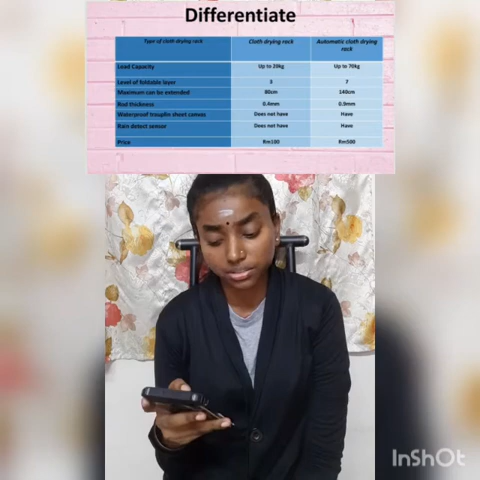 Differentiate
Type of cloth drying rack Cloth drying rack Automatic cloth drying rack
Load Capacity Up to 20kg Up to 70kg
Level of foldable layer 3 7
Maximum can be extended 80cm 140cm
Rod thickness 0.4mm 0.9mm
Waterproof trauplin sheet canvas Does not have Have
Rain detect sensor Does not have Have
Price Rm100 Rm500
InShOt